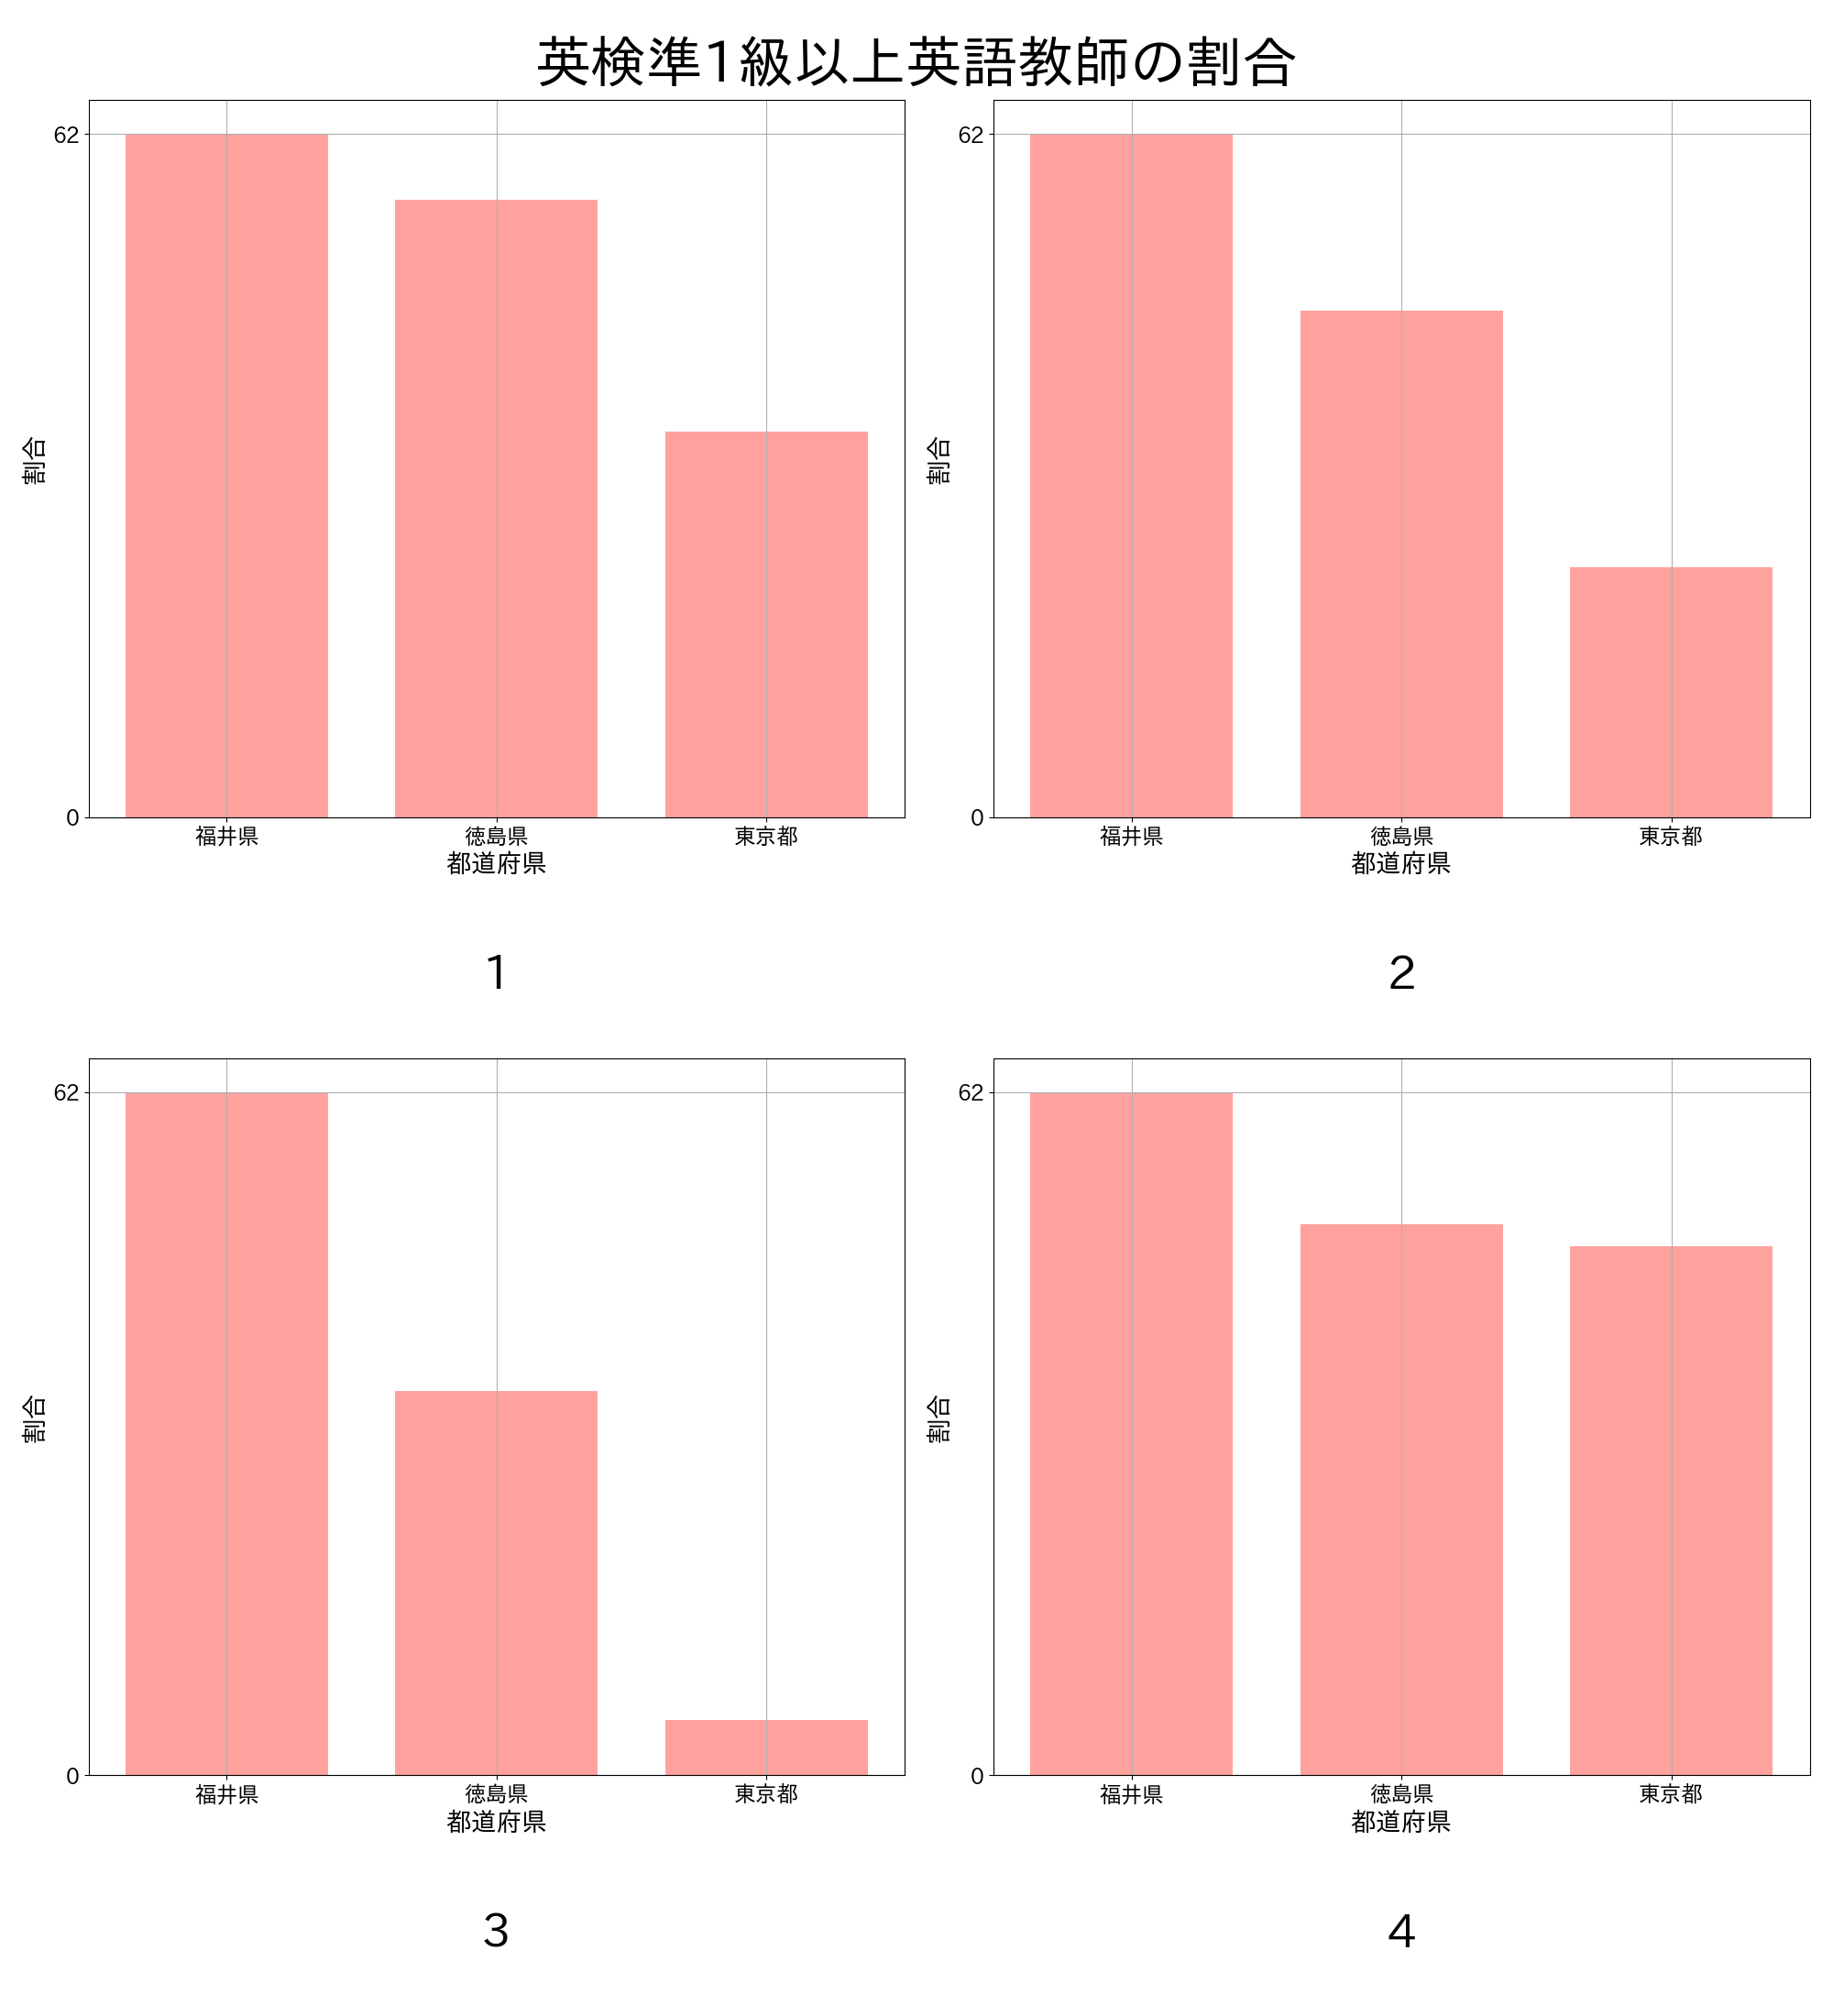 英検準1級以上英語教師の割合
62
0
割合
福井県 徳島県 東京都
都道府県
1
62
0
割合
福井県 徳島県 東京都
都道府県
2
62
0
割合
福井県 徳島県 東京都
都道府県
3
62
0
割合
福井県 徳島県 東京都
都道府県
4